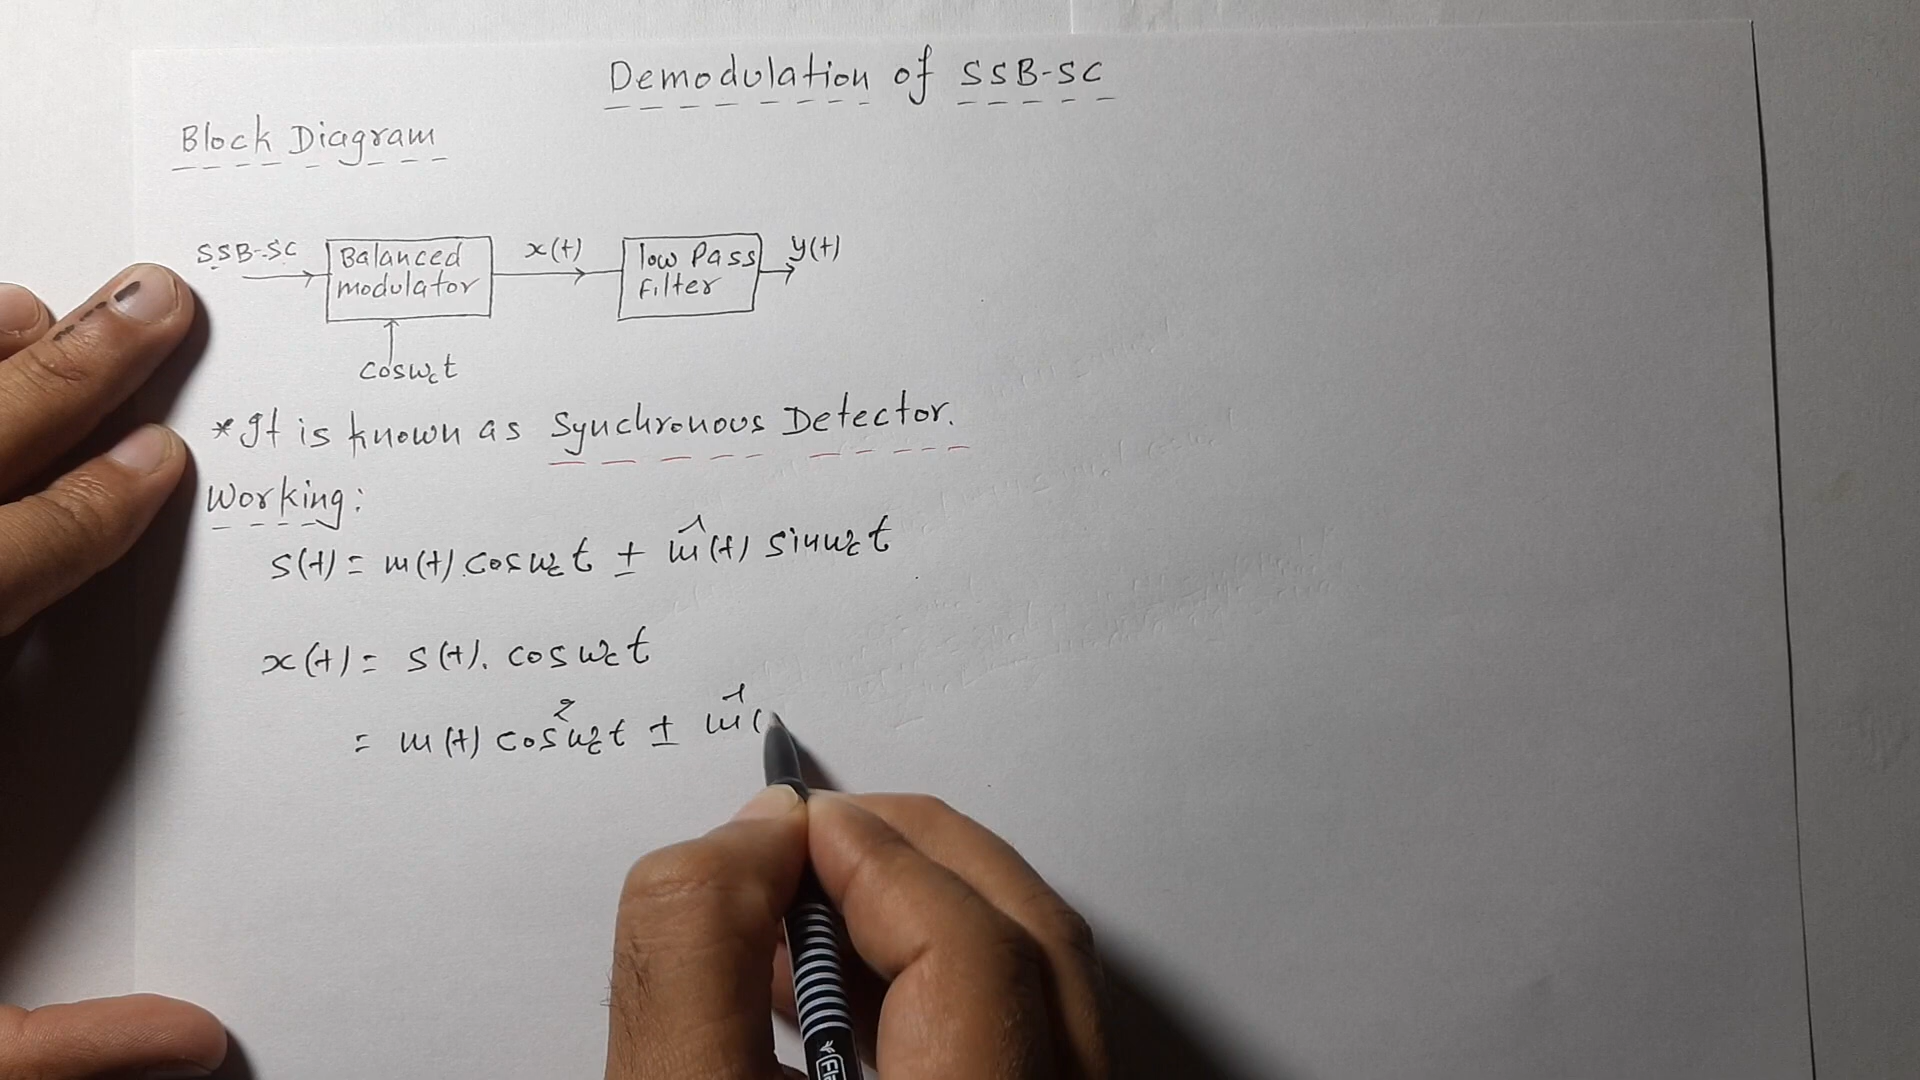 Demodulation of SSB-SC
Block Diagram
SSB-SC
Balanced modulator
x(t)
low Pass Filter
y(t)
cosωct
*It is known as Synchronous Detector.
Working:
s(t) = m(t).cosωct ± m̂(t) sinωct
x(t) = s(t). cosωct
= m(t) cos²ωct ± m̂(